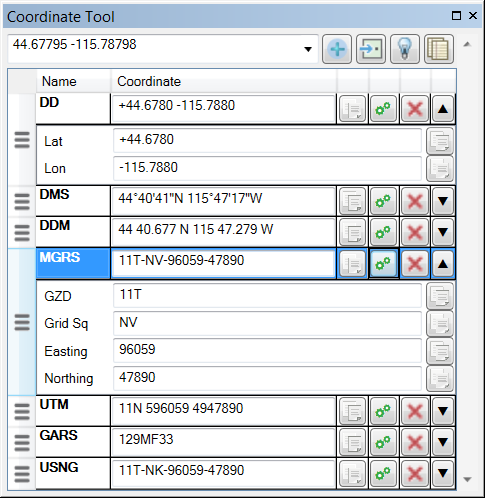 Coordinate Tool
44.67795 -115.78798
Name Coordinate
DD +44.6780 -115.7880
Lat +44.6780
Lon -115.7880
DMS 44°40'41"N 115°47'17"W
DDM 44 40.677 N 115 47.279 W
MGRS 11T-NV-96059-47890
GZD 11T
Grid Sq NV
Easting 96059
Northing 47890
UTM 11N 596059 4947890
GARS 129MF33
USNG 11T-NK-96059-47890